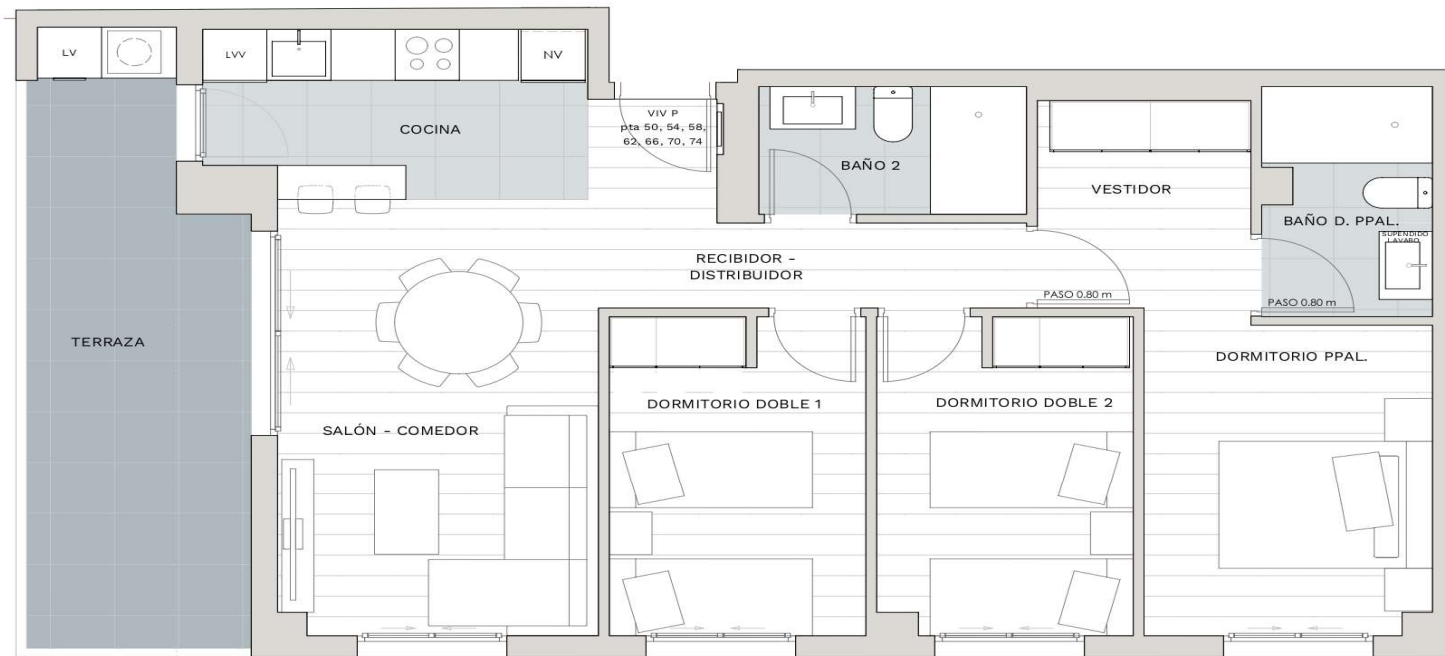 LV
LVV
NV
COCINA
VIV P
pta 50, 54, 58,
62, 66, 70, 74
BAÑO 2
VESTIDOR
BAÑO D. PPAL.
SUPENDIDO
LAVABO
RECIBIDOR -
DISTRIBUIDOR
PASO 0.80 m
PASO 0.80 m
TERRAZA
DORMITORIO PPAL.
DORMITORIO DOBLE 1
DORMITORIO DOBLE 2
SALÓN - COMEDOR